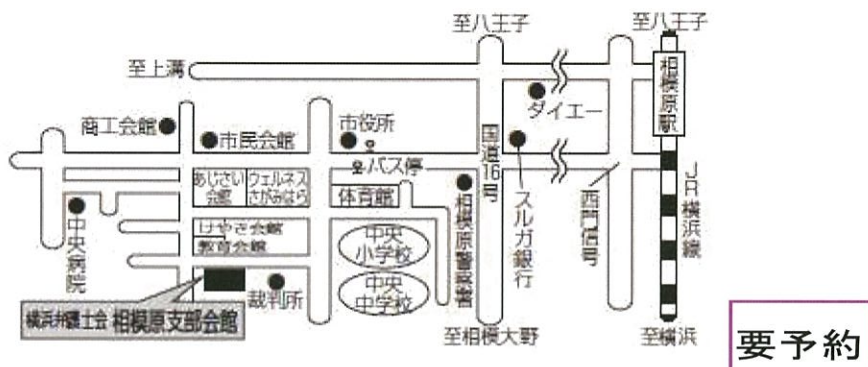 至八王子
至八王子
至上溝
相模原駅
ダイエー
商工会館
市民会館
市役所
国道16号
バス停
スルガ銀行
西門信号
JR横浜線
あじさい会館
ウェルネスさがみはら
体育館
相模原警察署
中央病院
けやき会館
教育会館
中央小学校
中央中学校
裁判所
横浜弁護士会 相模原支部会館
至相模大野
至横浜
要予約